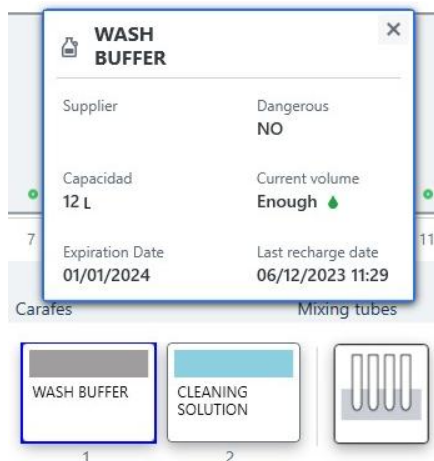 WASH
BUFFER
Supplier
Dangerous
NO
Capacidad
12 L
Current volume
Enough
Expiration Date
01/01/2024
Last recharge date
06/12/2023 11:29
7
11
Carafes
Mixing tubes
WASH BUFFER
CLEANING
SOLUTION
1
2